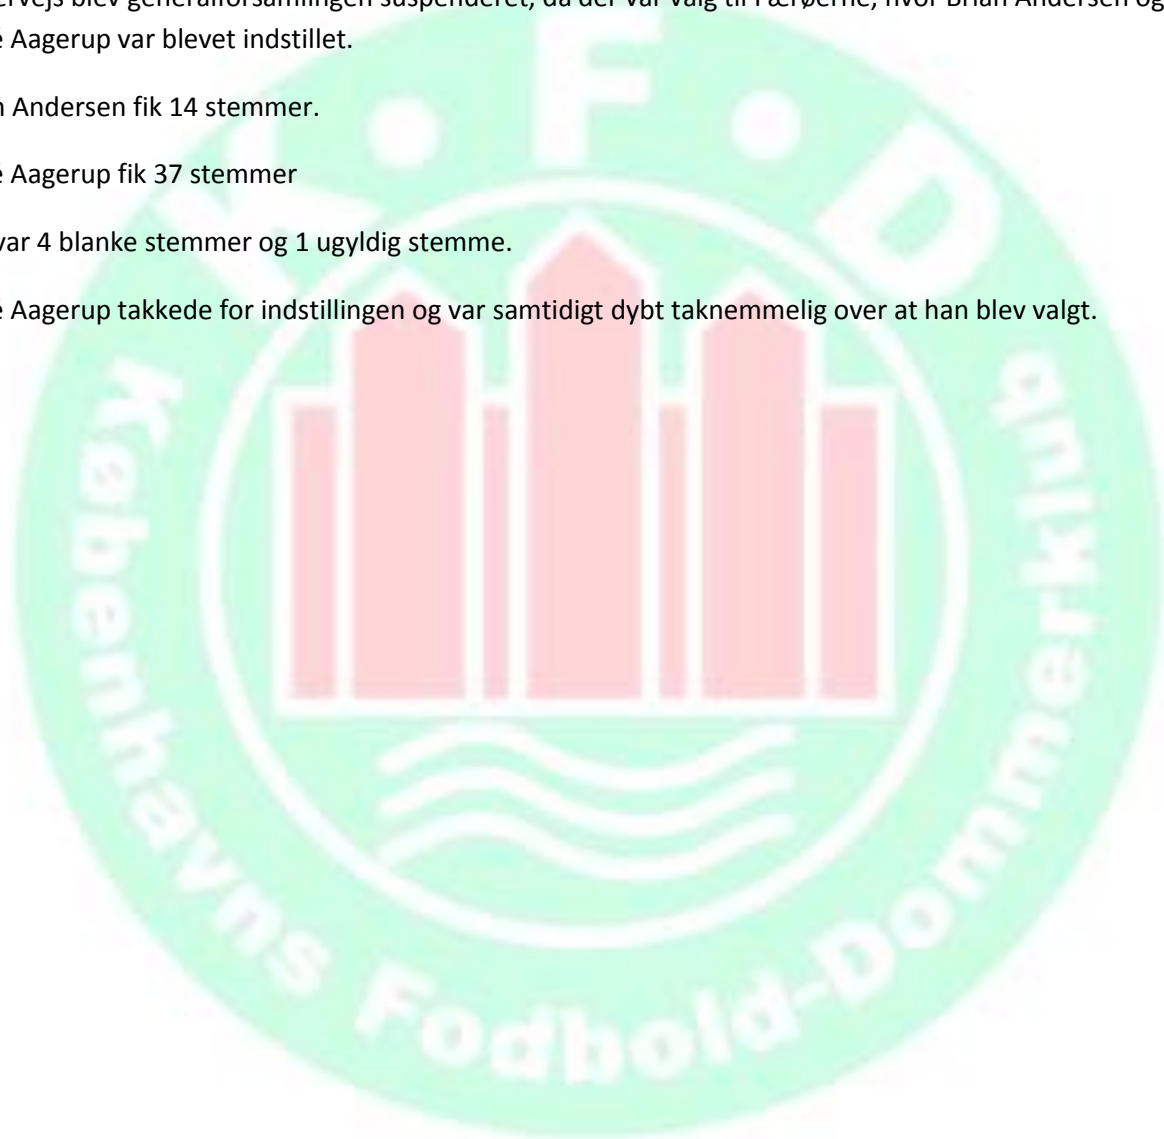 ervejs blev generalforsamlingen suspenderet, da der var valg til Færøerne, hvor Brian Andersen og
é Aagerup var blevet indstillet.
n Andersen fik 14 stemmer.
é Aagerup fik 37 stemmer
var 4 blanke stemmer og 1 ugyldig stemme.
é Aagerup takkede for indstillingen og var samtidigt dybt taknemmelig over at han blev valgt.
K • F • D
Københavns Fodbold-Dommerklub